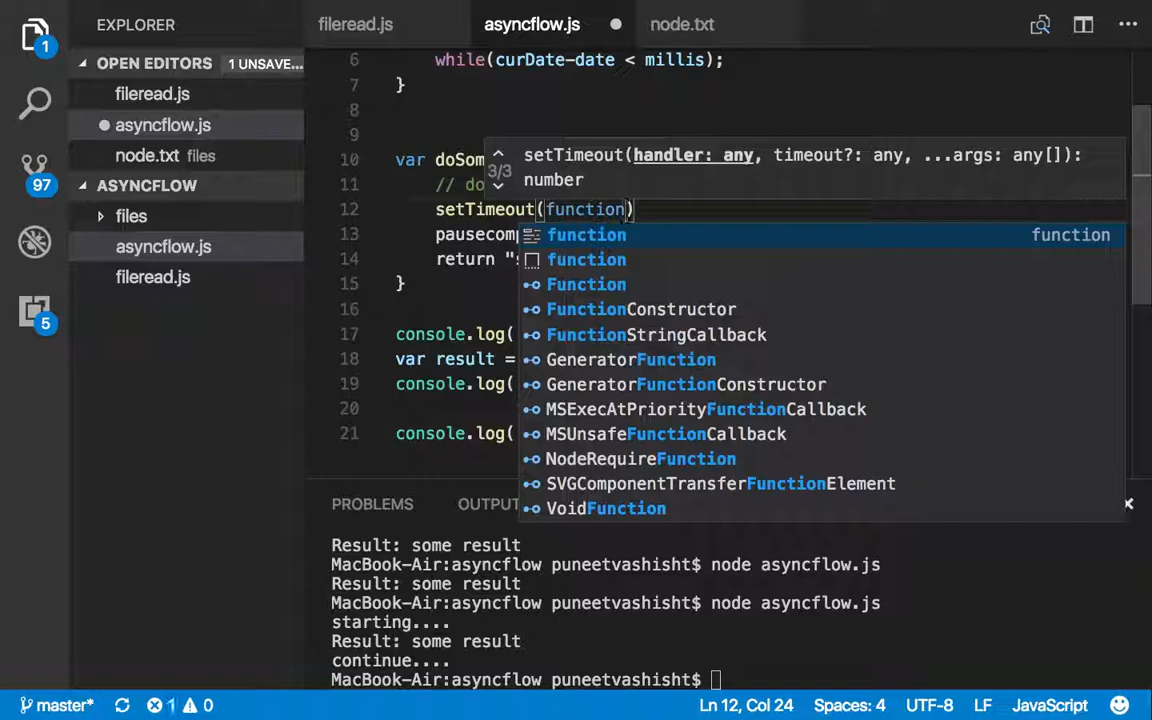 EXPLORER
fileread.js
asyncflow.js
node.txt
1
OPEN EDITORS
1 UNSAVE...
fileread.js
asyncflow.js
node.txt files
97
ASYNCFLOW
files
asyncflow.js
fileread.js
5
6 while(curDate-date < millis);
7 }
8
9
10 var doSom
11 // do
12 setTimeout(function)
13 pausecomp
14 return "s
15 }
16
17 console.log(
18 var result =
19 console.log(
20
21 console.log(
3/3
setTimeout(handler: any, timeout?: any, ...args: any[]):
number
function function
function
Function
FunctionConstructor
FunctionStringCallback
GeneratorFunction
GeneratorFunctionConstructor
MSExecAtPriorityFunctionCallback
MSUnsafeFunctionCallback
NodeRequireFunction
SVGComponentTransferFunctionElement
VoidFunction
PROBLEMS
OUTPU
Result: some result
MacBook-Air:asyncflow puneetvashisht$ node asyncflow.js
Result: some result
MacBook-Air:asyncflow puneetvashisht$ node asyncflow.js
starting....
Result: some result
continue....
MacBook-Air:asyncflow puneetvashisht$
master* 1 0 Ln 12, Col 24 Spaces: 4 UTF-8 LF JavaScript